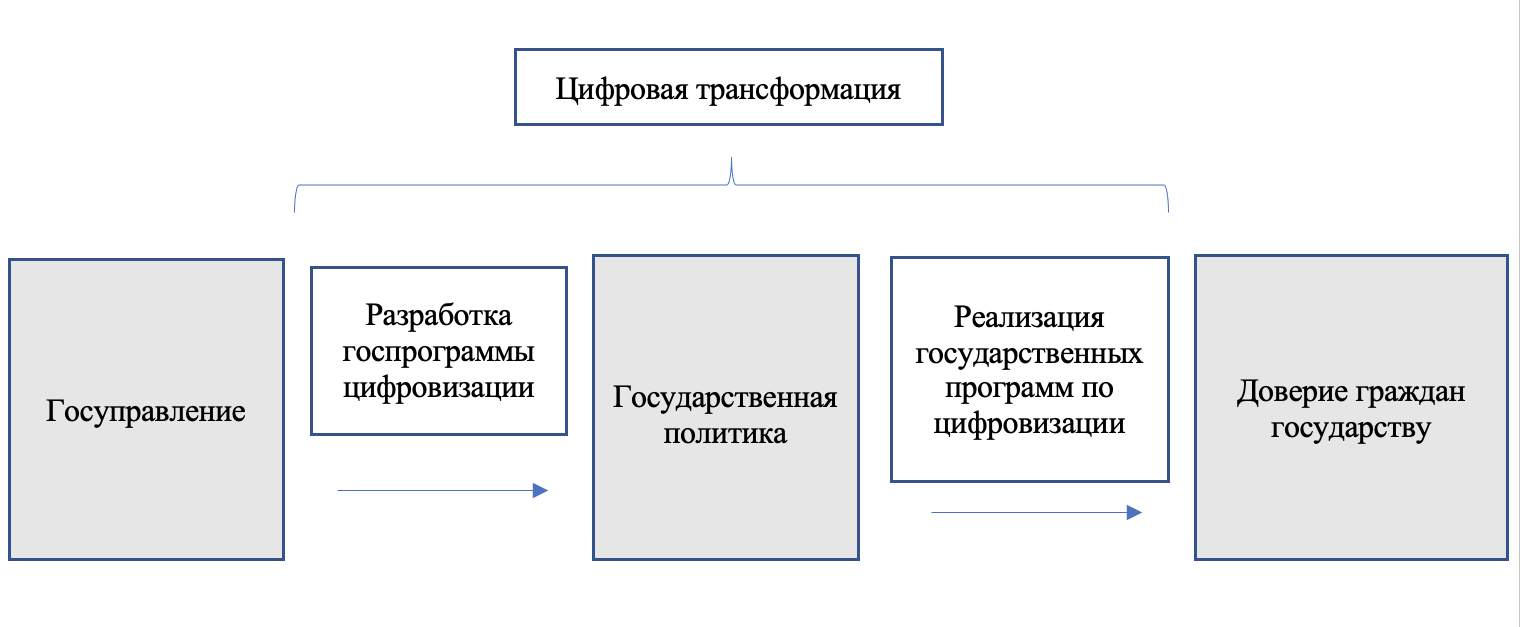 Цифровая трансформация
Госуправление
Разработка
госпрограммы
цифровизации
Государственная
политика
Реализация
государственных
программ по
цифровизации
Доверие граждан
государству